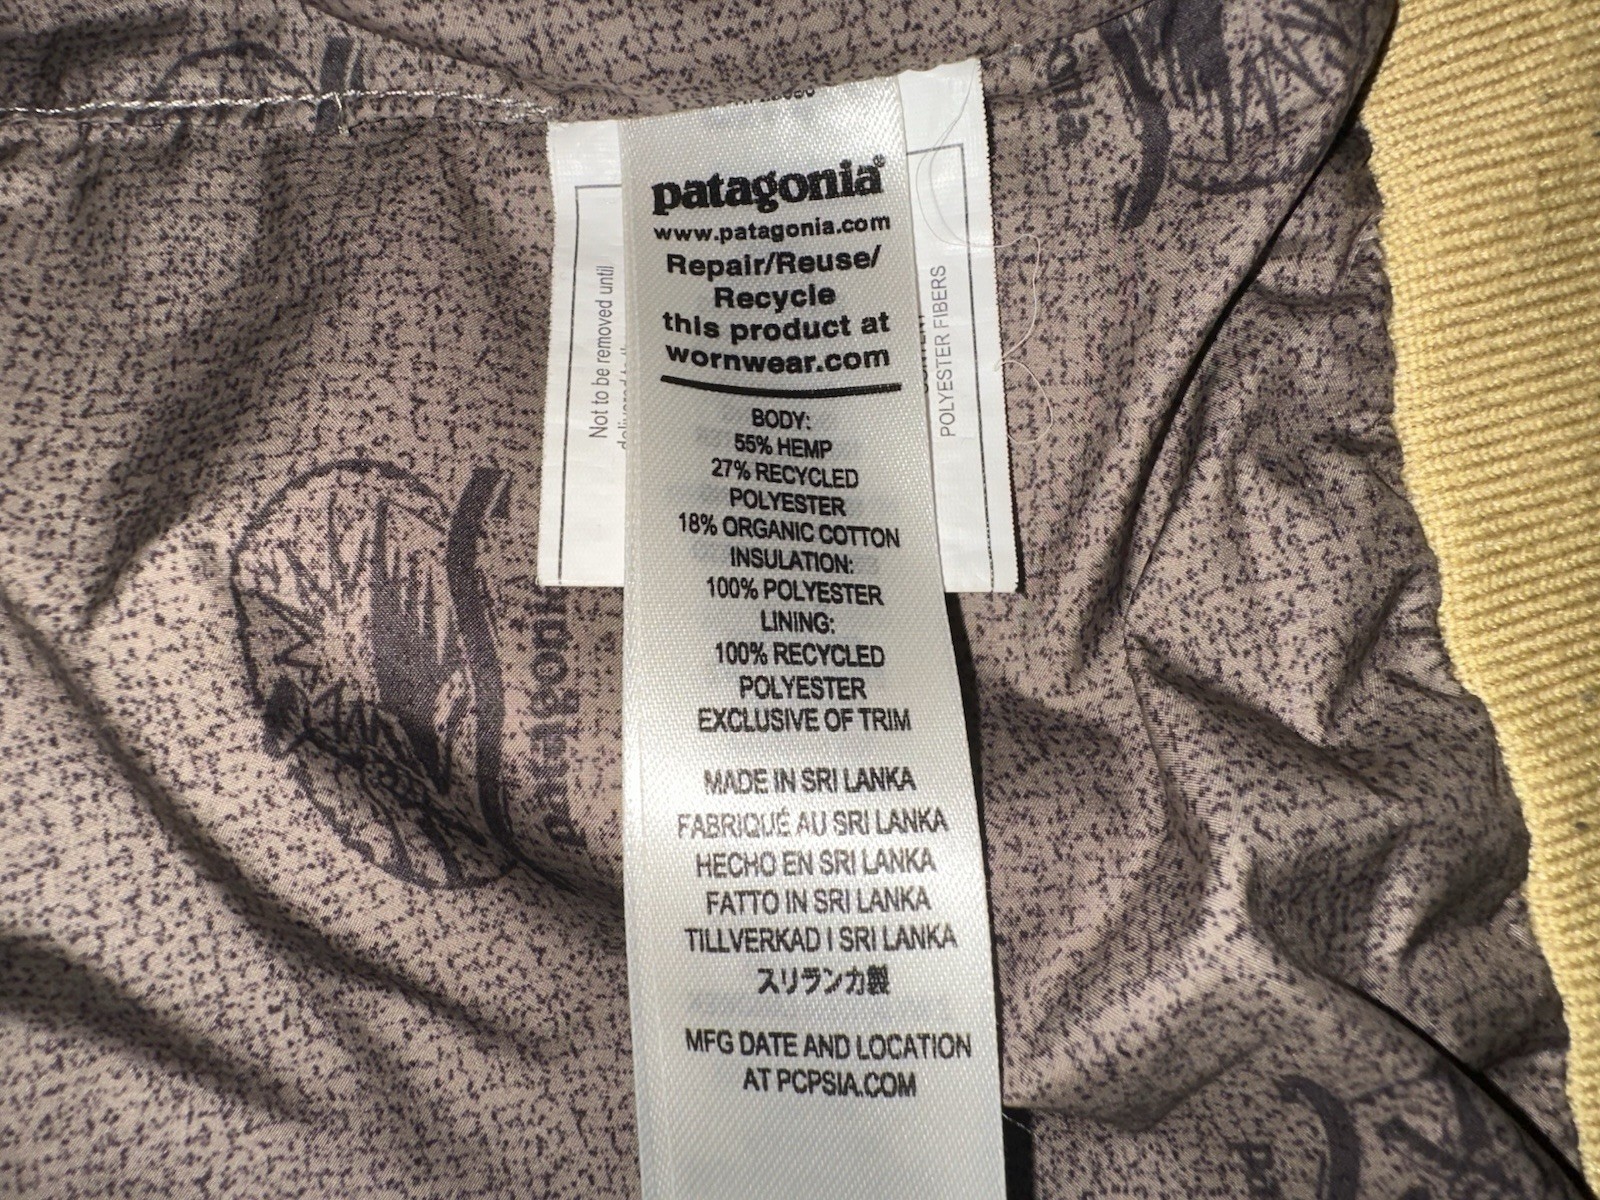 patagonia®
www.patagonia.com
Repair/Reuse/
Recycle
this product at
wornwear.com
BODY:
55% HEMP
27% RECYCLED
POLYESTER
18% ORGANIC COTTON
INSULATION:
100% POLYESTER
LINING:
100% RECYCLED
POLYESTER
EXCLUSIVE OF TRIM
MADE IN SRI LANKA
FABRIQUÉ AU SRI LANKA
HECHO EN SRI LANKA
FATTO IN SRI LANKA
TILLVERKAD I SRI LANKA
スリランカ製
MFG DATE AND LOCATION
AT PCPSIA.COM
Not to be removed until
POLYESTER FIBERS
patagonia